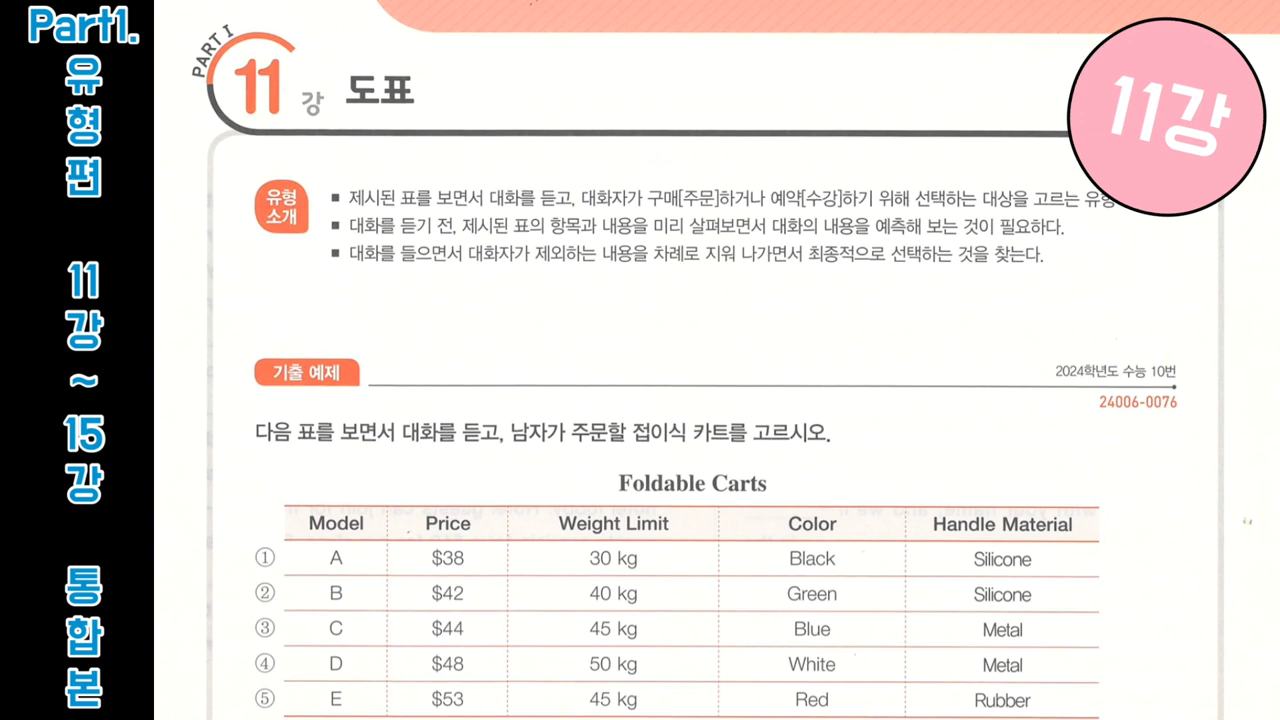 Part1.
유
형
편
11
강
~
15
강
통
합
본
PART I
11 강 도표
11강
유형
소개
■ 제시된 표를 보면서 대화를 듣고, 대화자가 구매[주문]하거나 예약[수강]하기 위해 선택하는 대상을 고르는 유형
■ 대화를 듣기 전, 제시된 표의 항목과 내용을 미리 살펴보면서 대화의 내용을 예측해 보는 것이 필요하다.
■ 대화를 들으면서 대화자가 제외하는 내용을 차례로 지워 나가면서 최종적으로 선택하는 것을 찾는다.
기출 예제
2024학년도 수능 10번
24006-0076
다음 표를 보면서 대화를 듣고, 남자가 주문할 접이식 카트를 고르시오.
Foldable Carts
Model Price Weight Limit Color Handle Material
① A $38 30 kg Black Silicone
② B $42 40 kg Green Silicone
③ C $44 45 kg Blue Metal
④ D $48 50 kg White Metal
⑤ E $53 45 kg Red Rubber